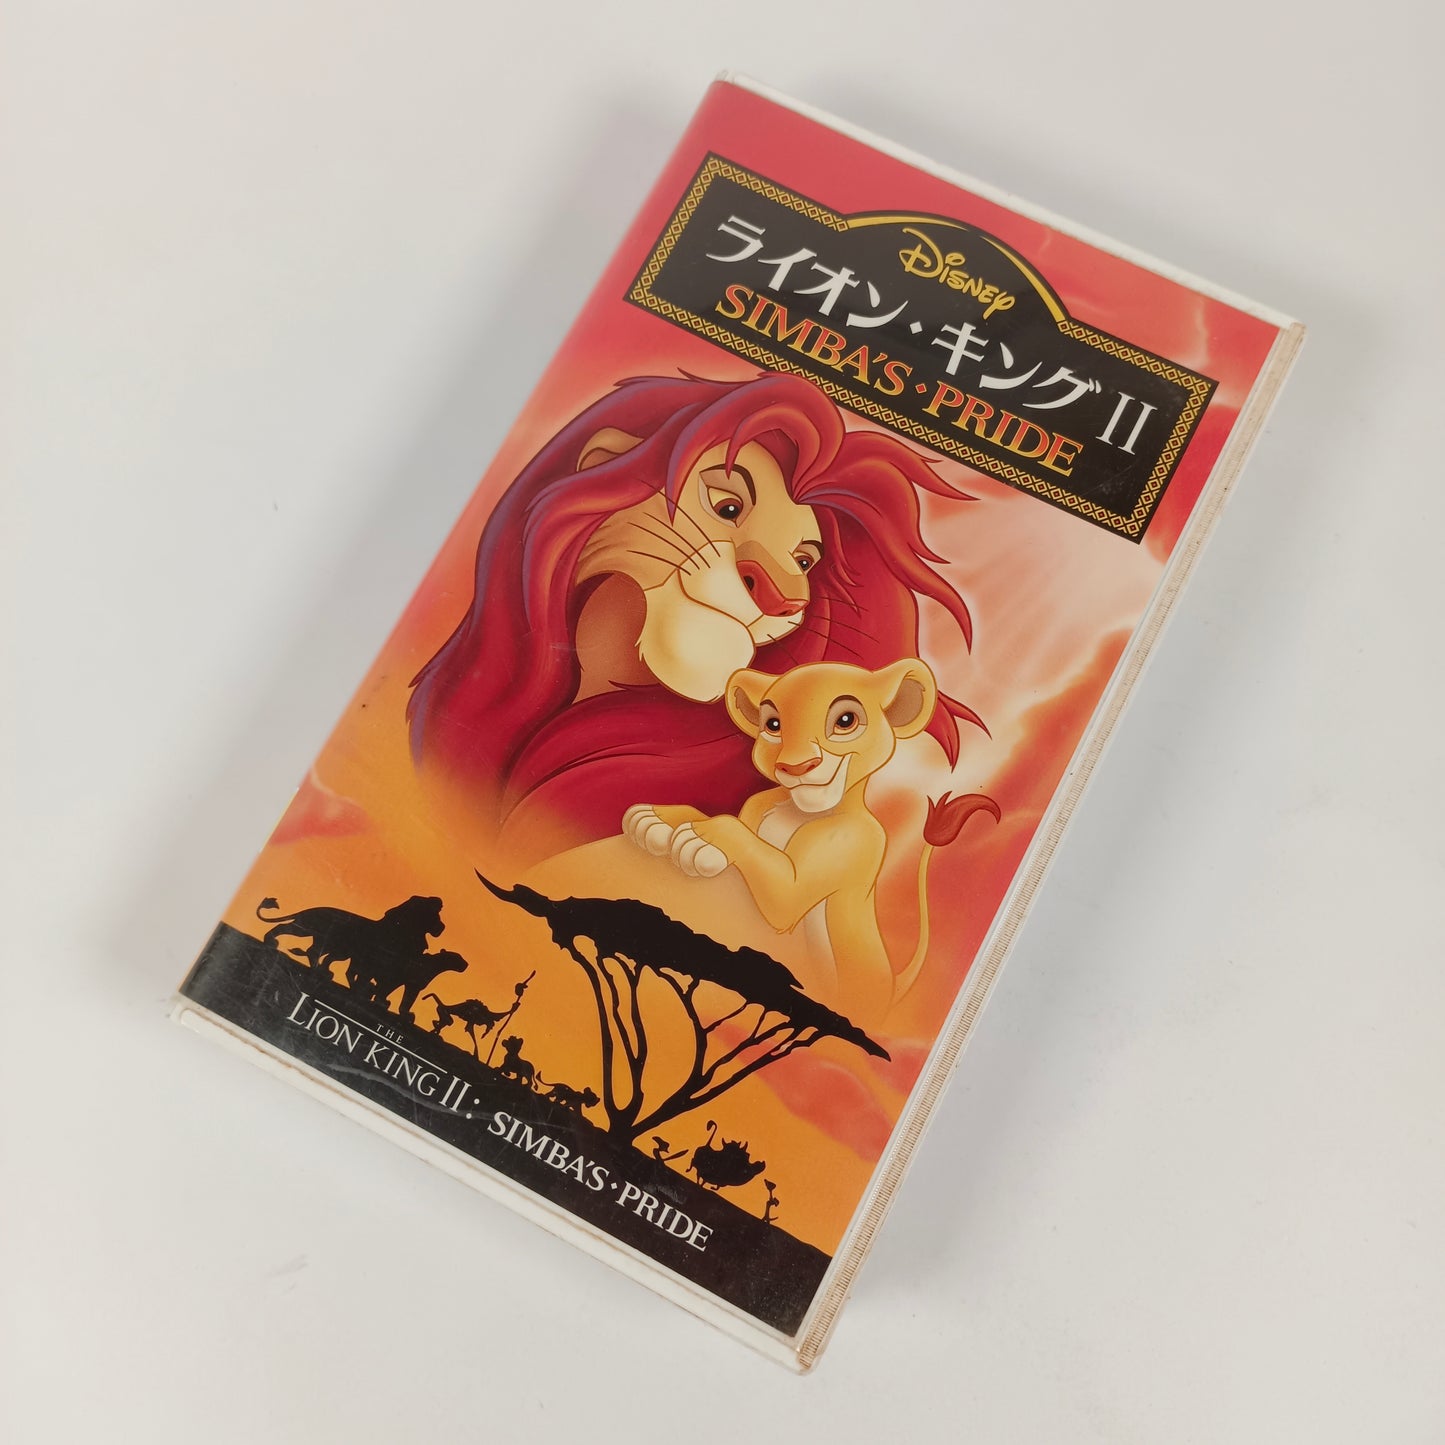 Disney
ライオン・キングⅡ
SIMBA'S・PRIDE
THE
LION KING II: SIMBA'S・PRIDE